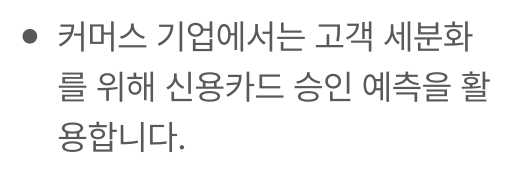 ● 커머스 기업에서는 고객 세분화
를 위해 신용카드 승인 예측을 활
용합니다.